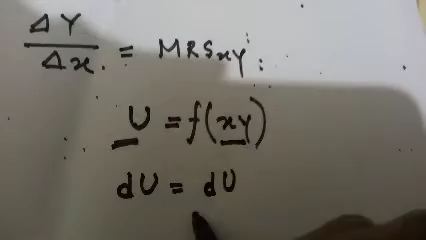 ΔY/Δx. = MRSxy.
U = f(xy)
dU = dU